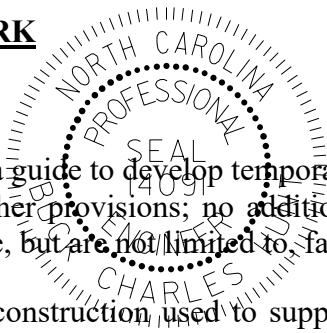 RK
NORTH CAROLINA
PROFESSIONAL
SEAL
14091
ENGINEER
CHARLES
a guide to develop tempora
her provisions; no additio
e, but are not limited to, fa
construction used to supp